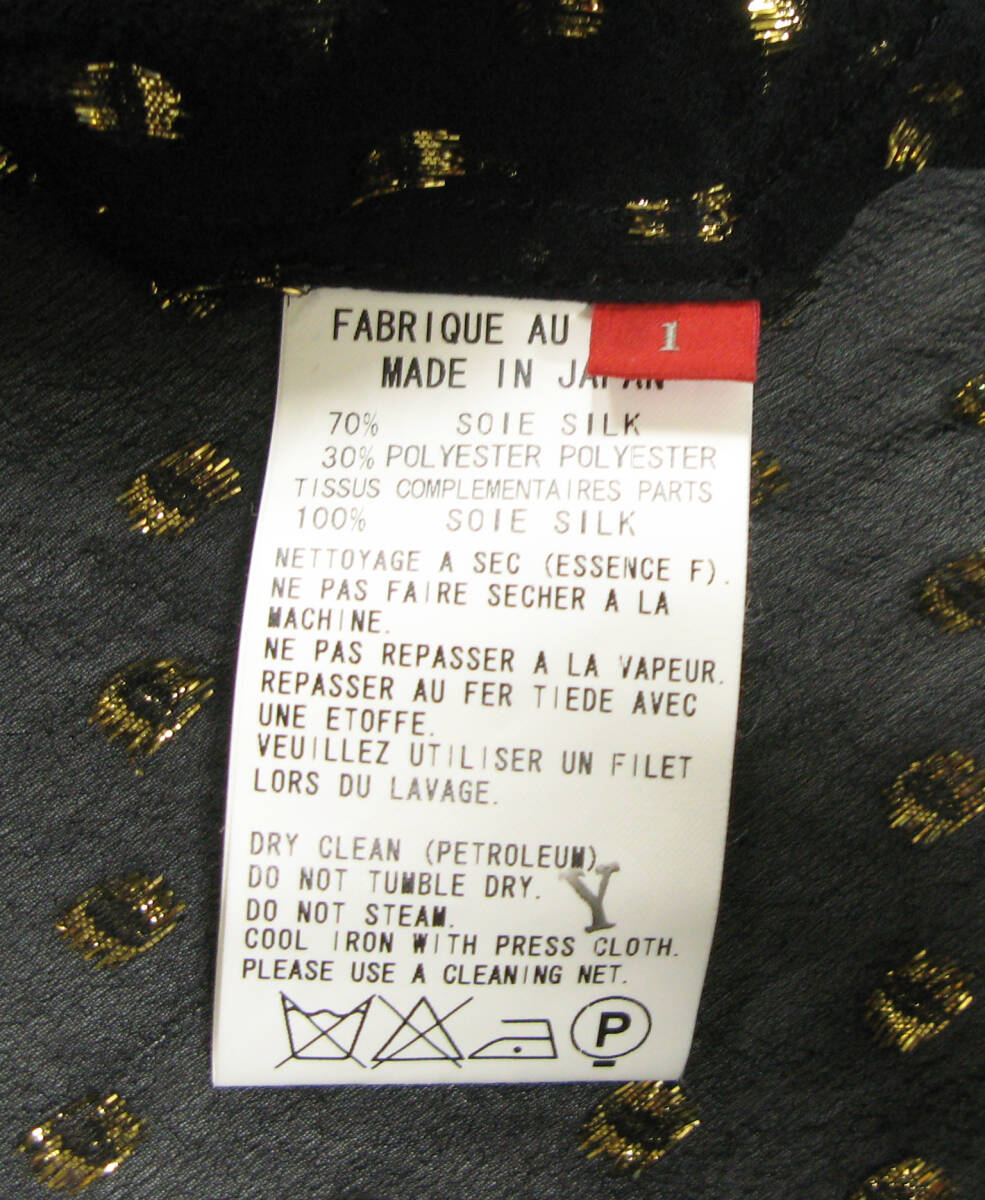 FABRIQUE AU
1
MADE IN JAPAN
70% SOIE SILK
30% POLYESTER POLYESTER
TISSUS COMPLEMENTAIRES PARTS
100% SOIE SILK
NETTOYAGE A SEC (ESSENCE F).
NE PAS FAIRE SECHER A LA
MACHINE.
NE PAS REPASSER A LA VAPEUR.
REPASSER AU FER TIEDE AVEC
UNE ETOFFE.
VEUILLEZ UTILISER UN FILET
LORS DU LAVAGE.
DRY CLEAN (PETROLEUM)
DO NOT TUMBLE DRY.
Y
DO NOT STEAM.
COOL IRON WITH PRESS CLOTH.
PLEASE USE A CLEANING NET.
P